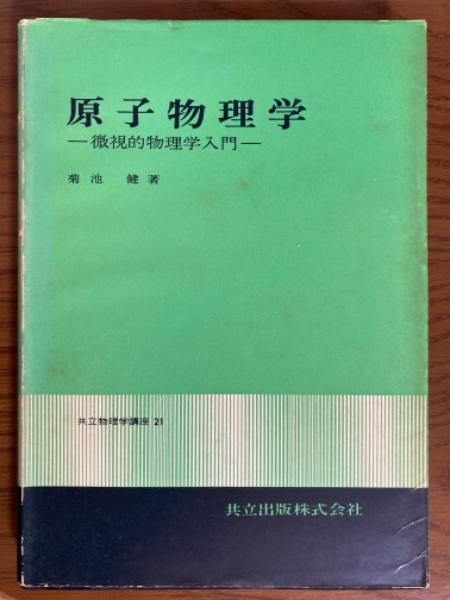 原子物理学
—微視的物理学入門—
菊池 健著
共立物理学講座 21
共立出版株式会社